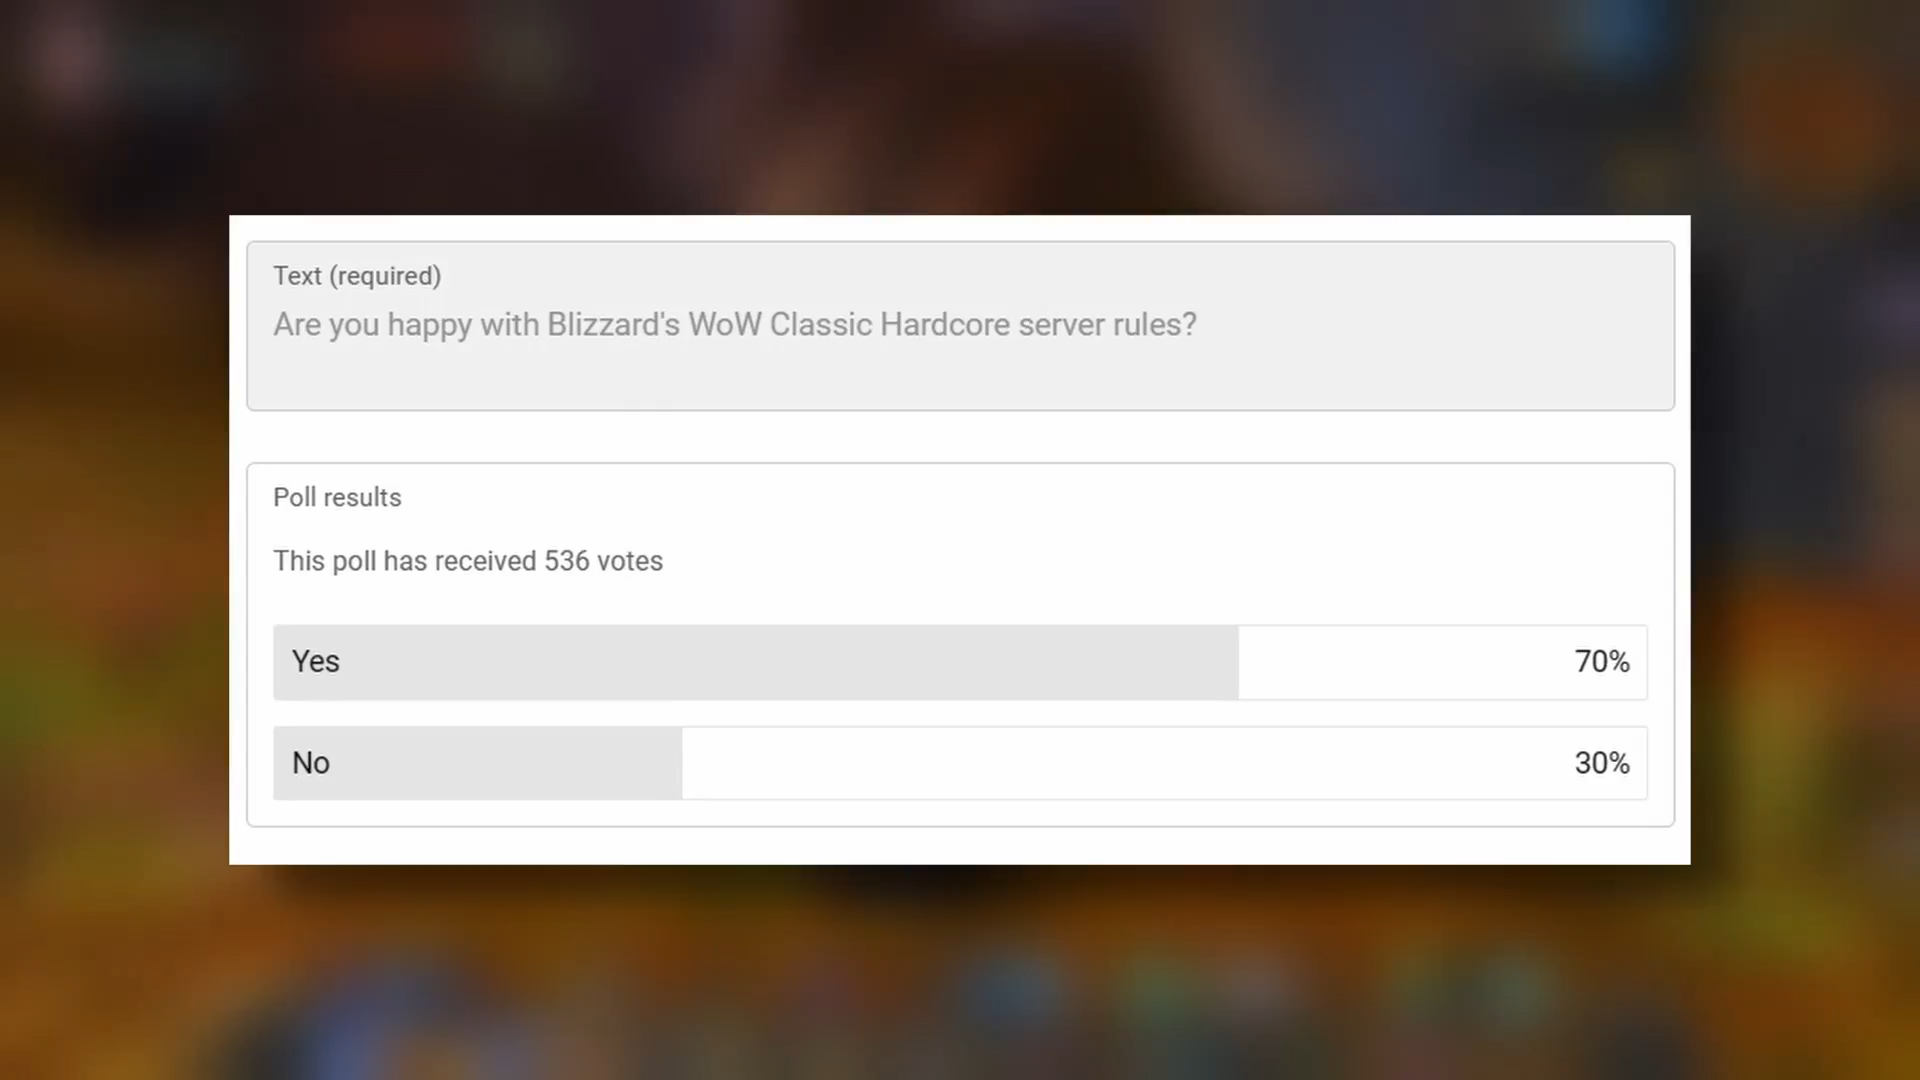 Text (required)
Are you happy with Blizzard's WoW Classic Hardcore server rules?
Poll results
This poll has received 536 votes
Yes 70%
No 30%